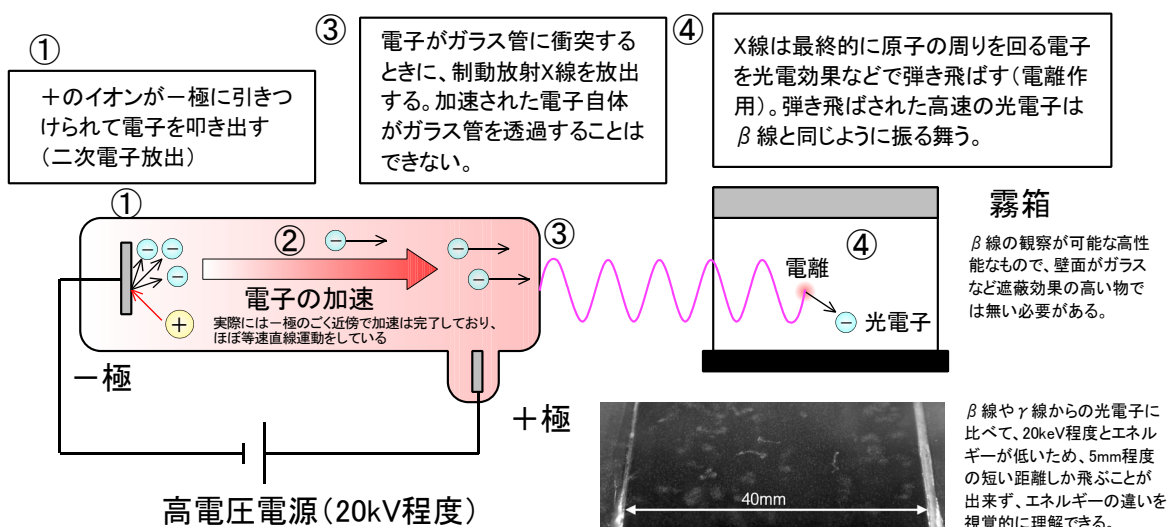 ①
+のイオンが－極に引きつ
けられて電子を叩き出す
(二次電子放出)
③
電子がガラス管に衝突する
ときに、制動放射X線を放出
する。加速された電子自体
がガラス管を透過することは
できない。
④
X線は最終的に原子の周りを回る電子
を光電効果などで弾き飛ばす(電離作
用)。弾き飛ばされた高速の光電子は
β線と同じように振る舞う。
①
②
電子の加速
実際には－極のごく近傍で加速は完了しており、
ほぼ等速直線運動をしている
－極
+極
高電圧電源(20kV程度)
③
④
電離
光電子
霧箱
β線の観察が可能な高性
能なもので、壁面がガラス
など遮蔽効果の高い物で
は無い必要がある。
40mm
β線やγ線からの光電子に
比べて、20keV程度とエネル
ギーが低いため、5mm程度
の短い距離しか飛ぶことが
出来ず、エネルギーの違いを
視覚的に理解できる。